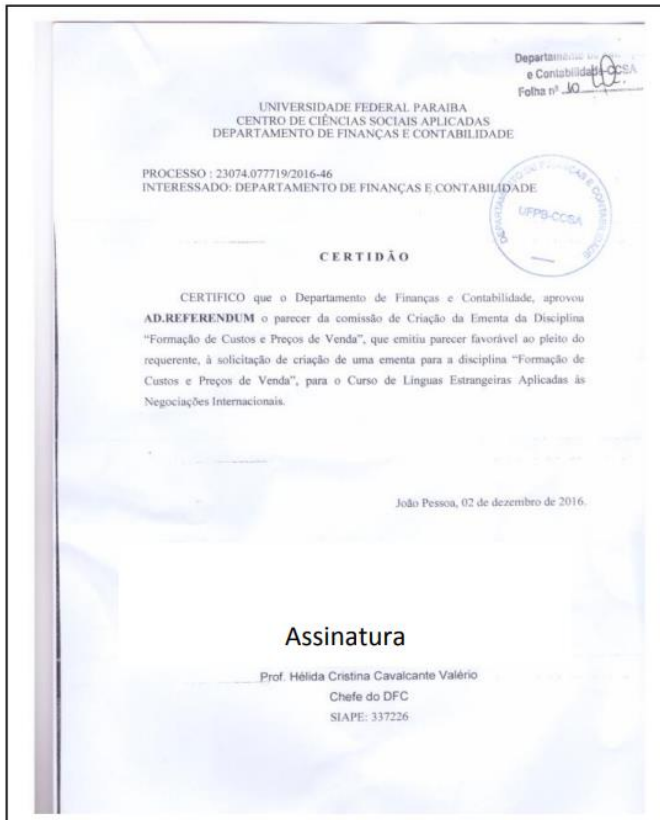 Departamento de
e Contabilidade-CCSA
Folha nº 10
UNIVERSIDADE FEDERAL PARAIBA
CENTRO DE CIÊNCIAS SOCIAIS APLICADAS
DEPARTAMENTO DE FINANÇAS E CONTABILIDADE
PROCESSO : 23074.077719/2016-46
INTERESSADO: DEPARTAMENTO DE FINANÇAS E CONTABILIDADE
DEPARTAMENTO DE FINANÇAS E CONTABILIDADE
UFPB-CCSA
CERTIDÃO
CERTIFICO que o Departamento de Finanças e Contabilidade, aprovou
AD.REFERENDUM o parecer da comissão de Criação da Ementa da Disciplina
“Formação de Custos e Preços de Venda”, que emitiu parecer favorável ao pleito do
requerente, à solicitação de criação de uma ementa para a disciplina “Formação de
Custos e Preços de Venda”, para o Curso de Línguas Estrangeiras Aplicadas às
Negociações Internacionais.
João Pessoa, 02 de dezembro de 2016.
Assinatura
Prof. Hélida Cristina Cavalcante Valério
Chefe do DFC
SIAPE: 337226